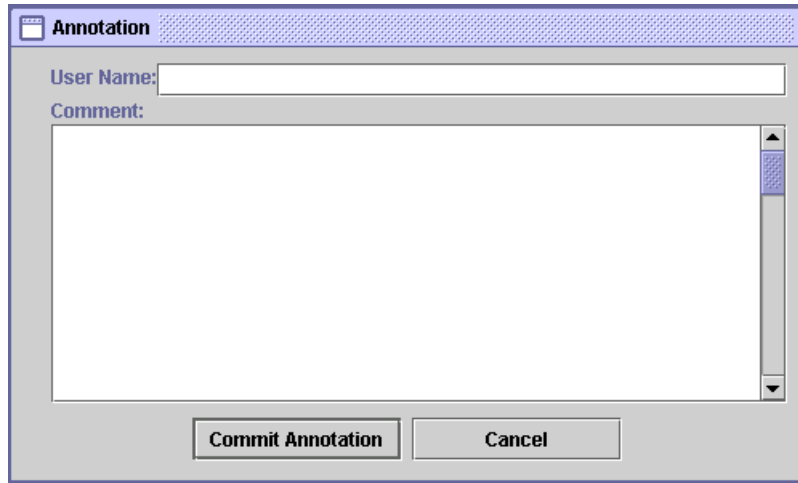 Annotation
User Name:
Comment:
Commit Annotation
Cancel